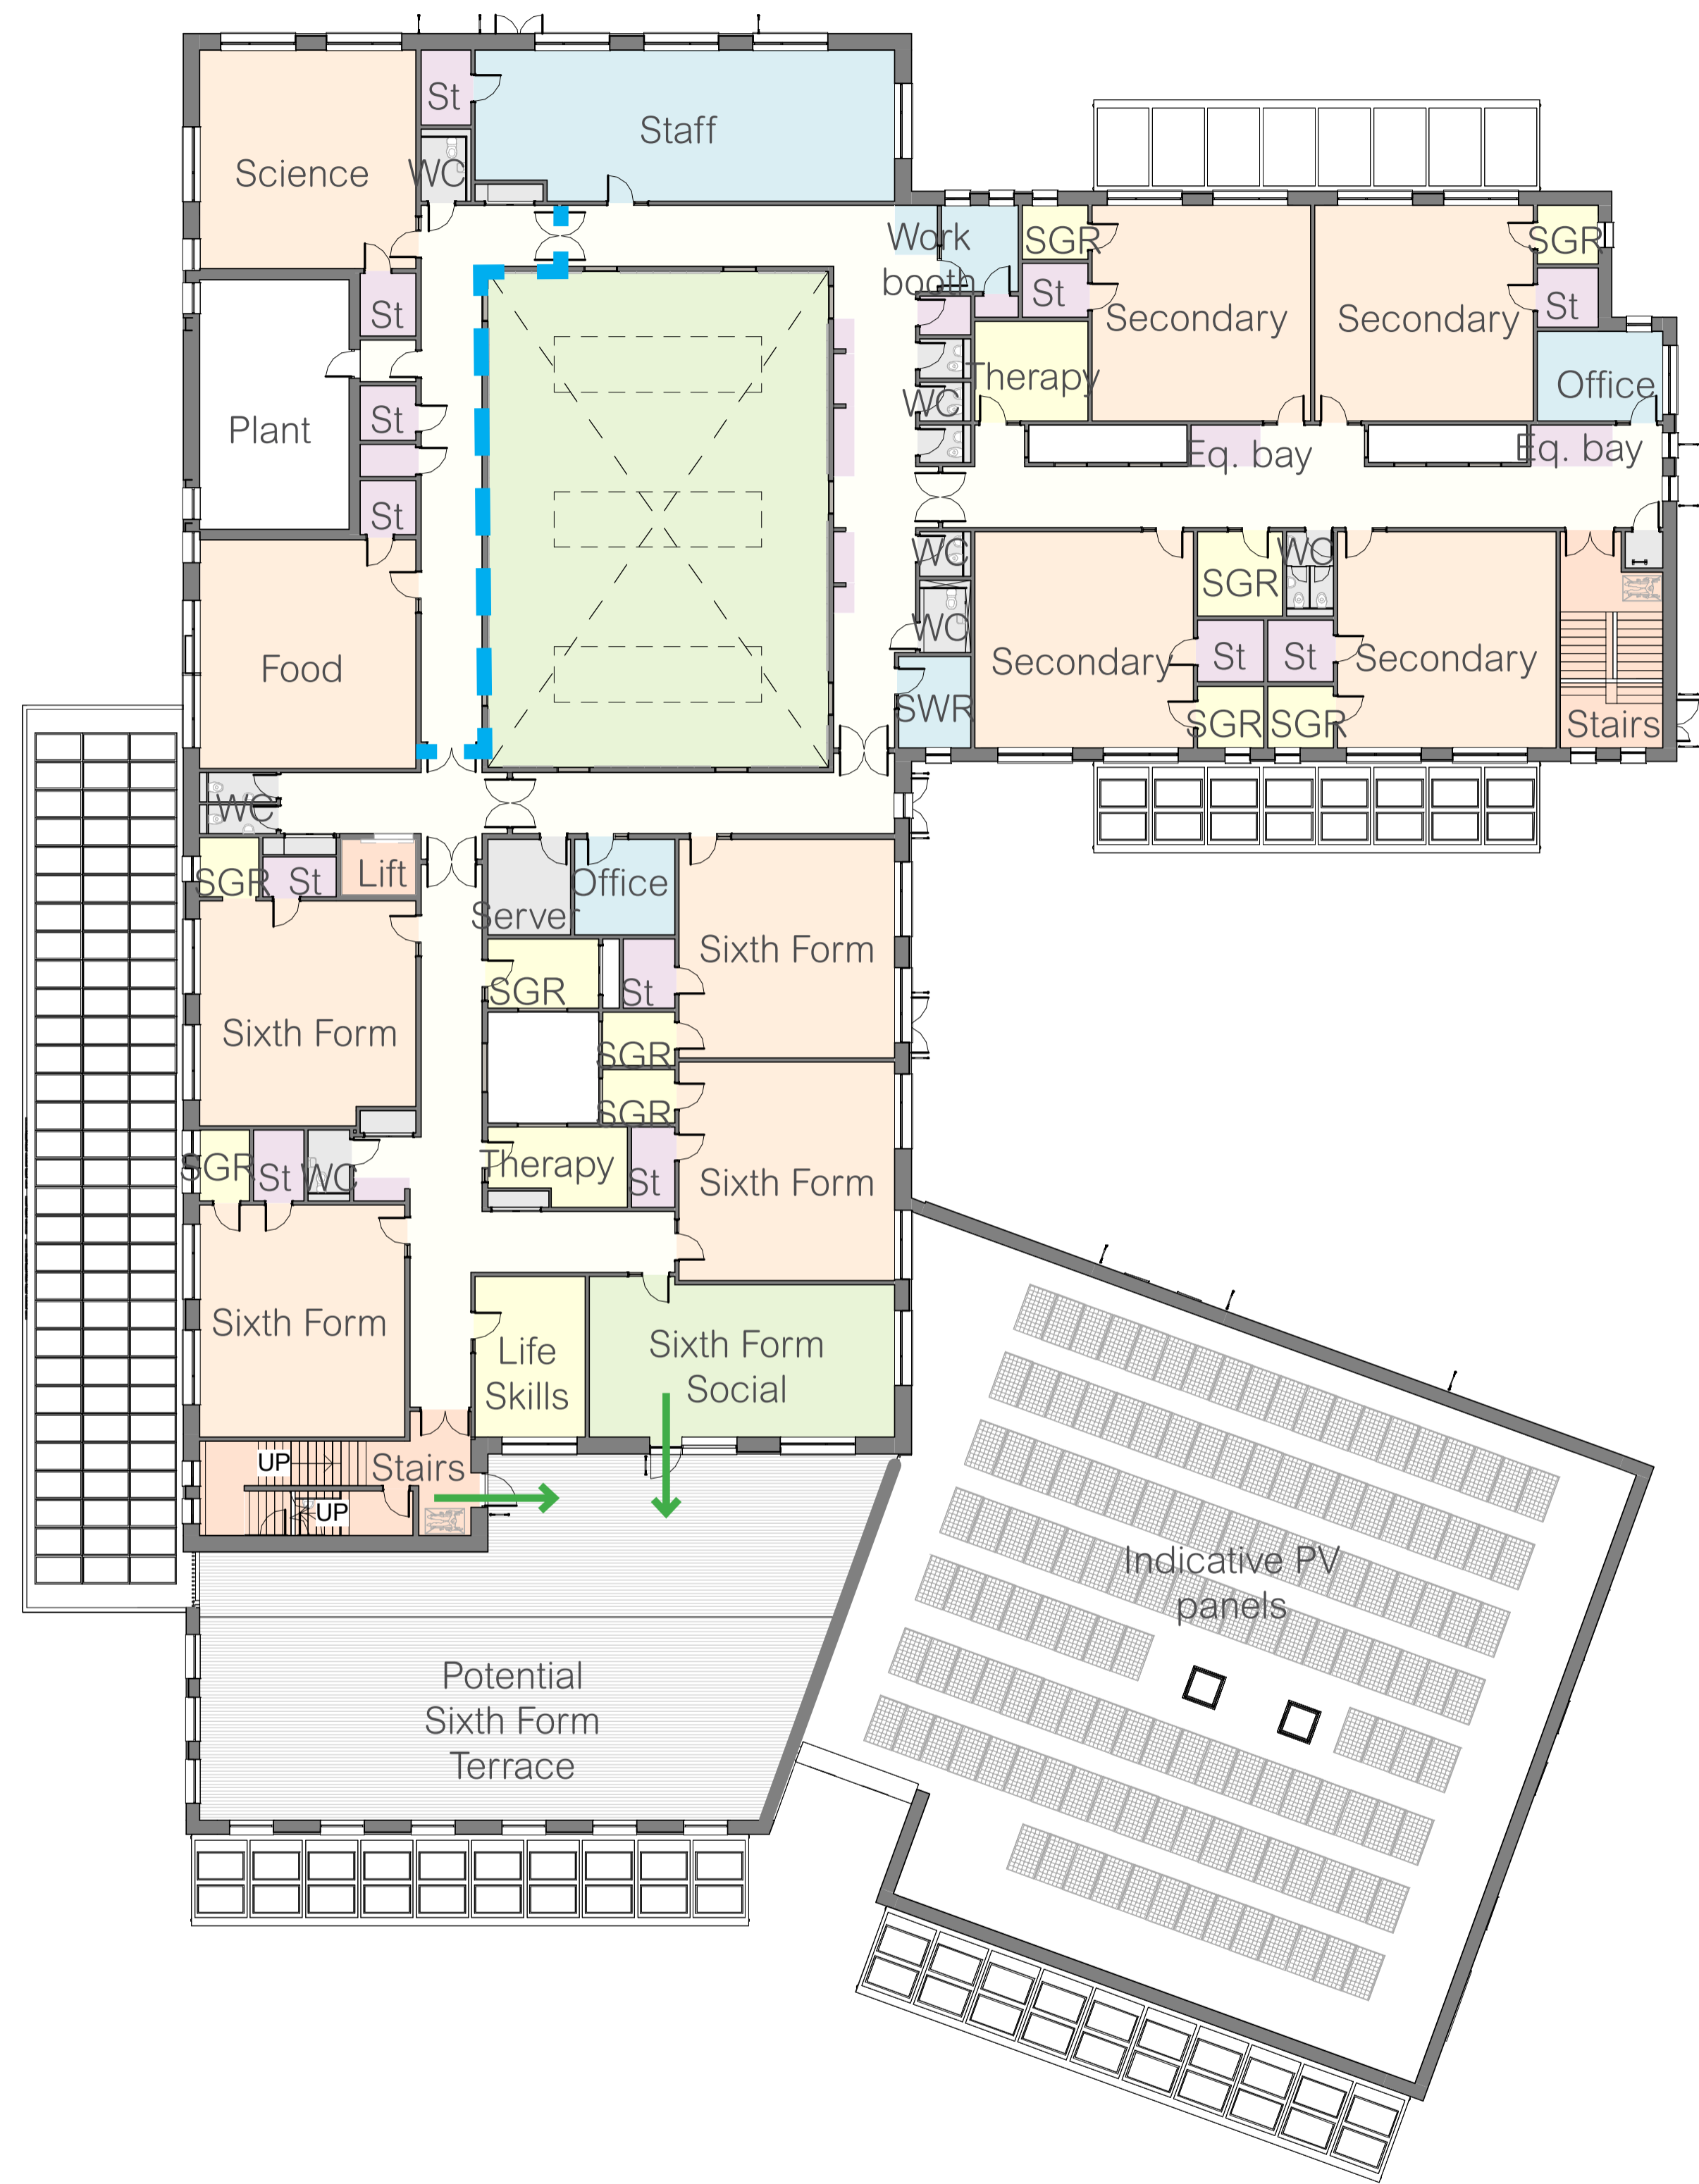 St
Staff
Science
WC
Work
booth
SGR
SGR
St
St
St
Secondary
Secondary
Therapy
Office
Plant
St
WC
Eq. bay
Eq. bay
St
WC
WC
SGR
WC
Food
Secondary
St
St
Secondary
SWR
SGR
SGR
Stairs
WC
SGR
St
Lift
Server
Office
Sixth Form
SGR
St
Sixth Form
SGR
SGR
SGR
St
WC
Therapy
St
Sixth Form
Sixth Form
Life
Skills
Sixth Form
Social
UP
Stairs
UP
Indicative PV
panels
Potential
Sixth Form
Terrace